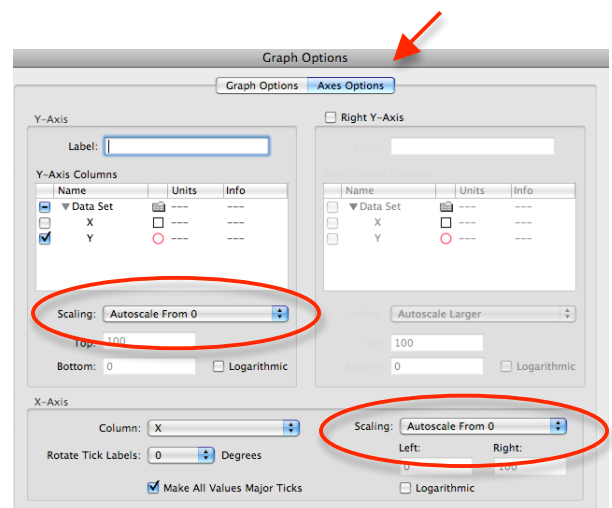 Graph Options
Graph Options Axes Options
Y-Axis
Label:
Y-Axis Columns
Name Units Info
Data Set --- ---
X --- ---
Y --- ---
Scaling: Autoscale From 0
Top: 100
Bottom: 0 Logarithmic
Right Y-Axis
Label:
Name Units Info
Data Set --- ---
X --- ---
Y --- ---
Scaling: Autoscale Larger
100
0 Logarithmic
X-Axis
Column: X
Rotate Tick Labels: 0 Degrees
Make All Values Major Ticks
Scaling: Autoscale From 0
Left: Right:
0 100
Logarithmic